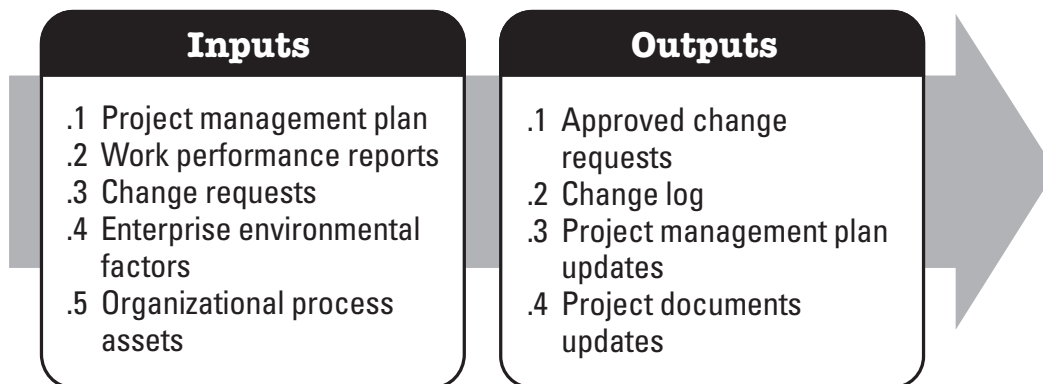 Inputs
.1 Project management plan
.2 Work performance reports
.3 Change requests
.4 Enterprise environmental
factors
.5 Organizational process
assets
Outputs
.1 Approved change
requests
.2 Change log
.3 Project management plan
updates
.4 Project documents
updates